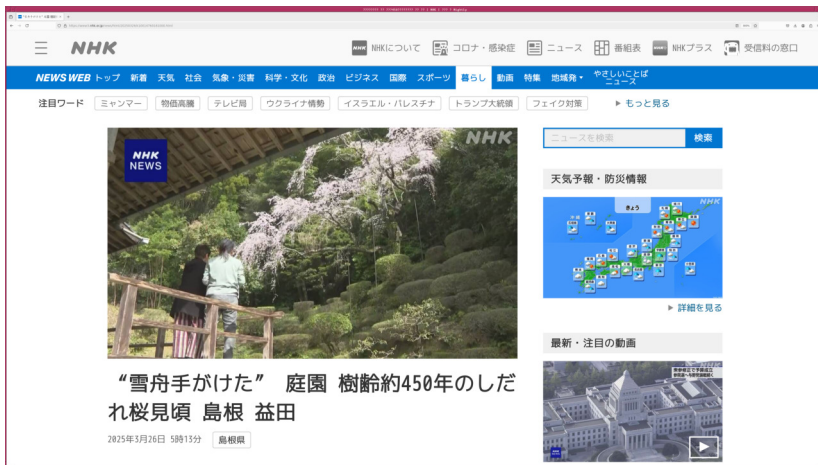 NHK
NHKについて
コロナ・感染症
ニュース
番組表
NHKプラス
受信料の窓口
NEWS WEB
トップ
新着
天気
社会
気象・災害
科学・文化
政治
ビジネス
国際
スポーツ
暮らし
動画
特集
地域発
やさしいことば
ニュース
注目ワード
ミャンマー
物価高騰
テレビ局
ウクライナ情勢
イスラエル・パレスチナ
トランプ大統領
フェイク対策
もっと見る
NHK
NEWS
NHK
ニュースを検索
検索
天気予報・防災情報
きょう
NHK
詳細を見る
最新・注目の動画
“雪舟手がけた” 庭園 樹齢約450年のしだ
れ桜見頃 島根 益田
2025年3月26日 5時13分
島根県